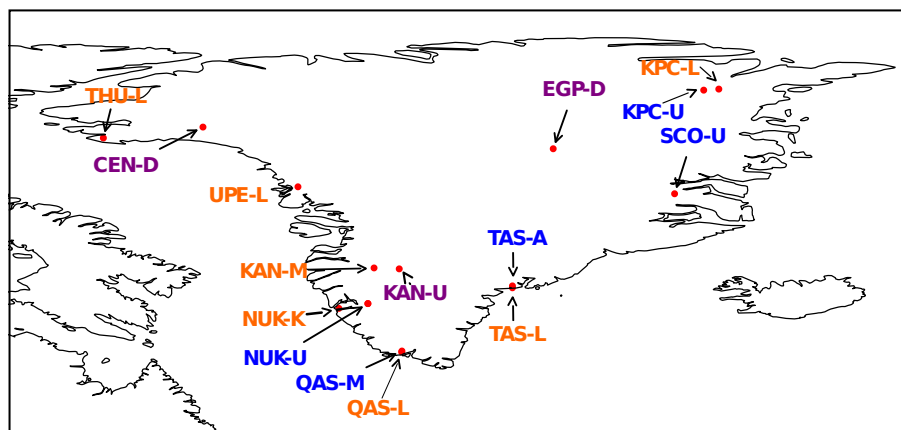 KPC-L
EGP-D
THU-L
KPC-U
SCO-U
CEN-D
UPE-L
TAS-A
KAN-M
KAN-U
NUK-K
TAS-L
NUK-U
QAS-M
QAS-L